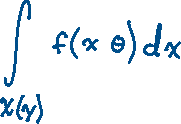 ∫ f(x θ) dx
x(y)